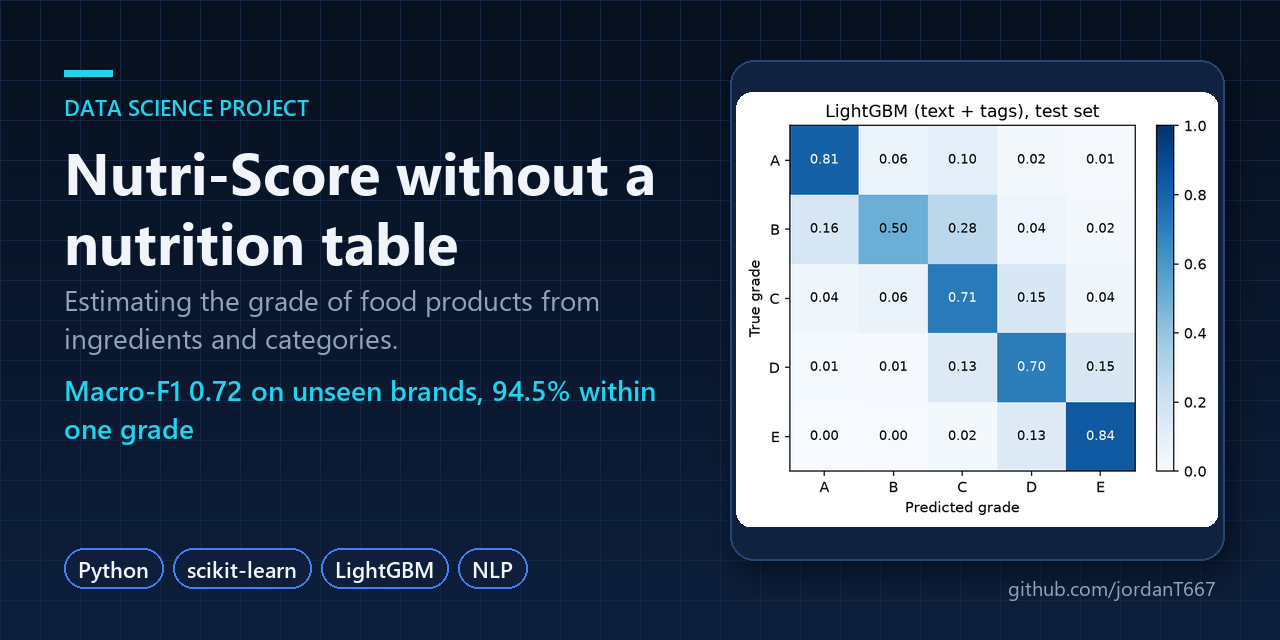 DATA SCIENCE PROJECT
Nutri-Score without a
nutrition table
Estimating the grade of food products from
ingredients and categories.
Macro-F1 0.72 on unseen brands, 94.5% within
one grade
Python
scikit-learn
LightGBM
NLP
LightGBM (text + tags), test set
True grade
A 0.81 0.06 0.10 0.02 0.01
B 0.16 0.50 0.28 0.04 0.02
C 0.04 0.06 0.71 0.15 0.04
D 0.01 0.01 0.13 0.70 0.15
E 0.00 0.00 0.02 0.13 0.84
A B C D E
Predicted grade
1.0
0.8
0.6
0.4
0.2
0.0
github.com/jordanT667